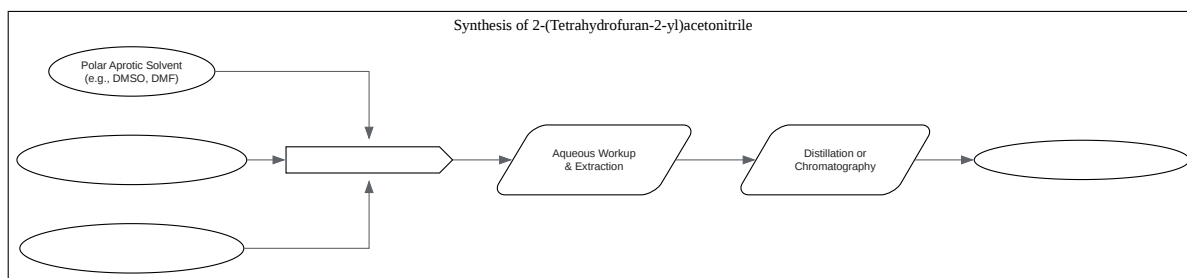 Synthesis of 2-(Tetrahydrofuran-2-yl)acetonitrile
Polar Aprotic Solvent
(e.g., DMSO, DMF)
Aqueous Workup
& Extraction
Distillation or
Chromatography